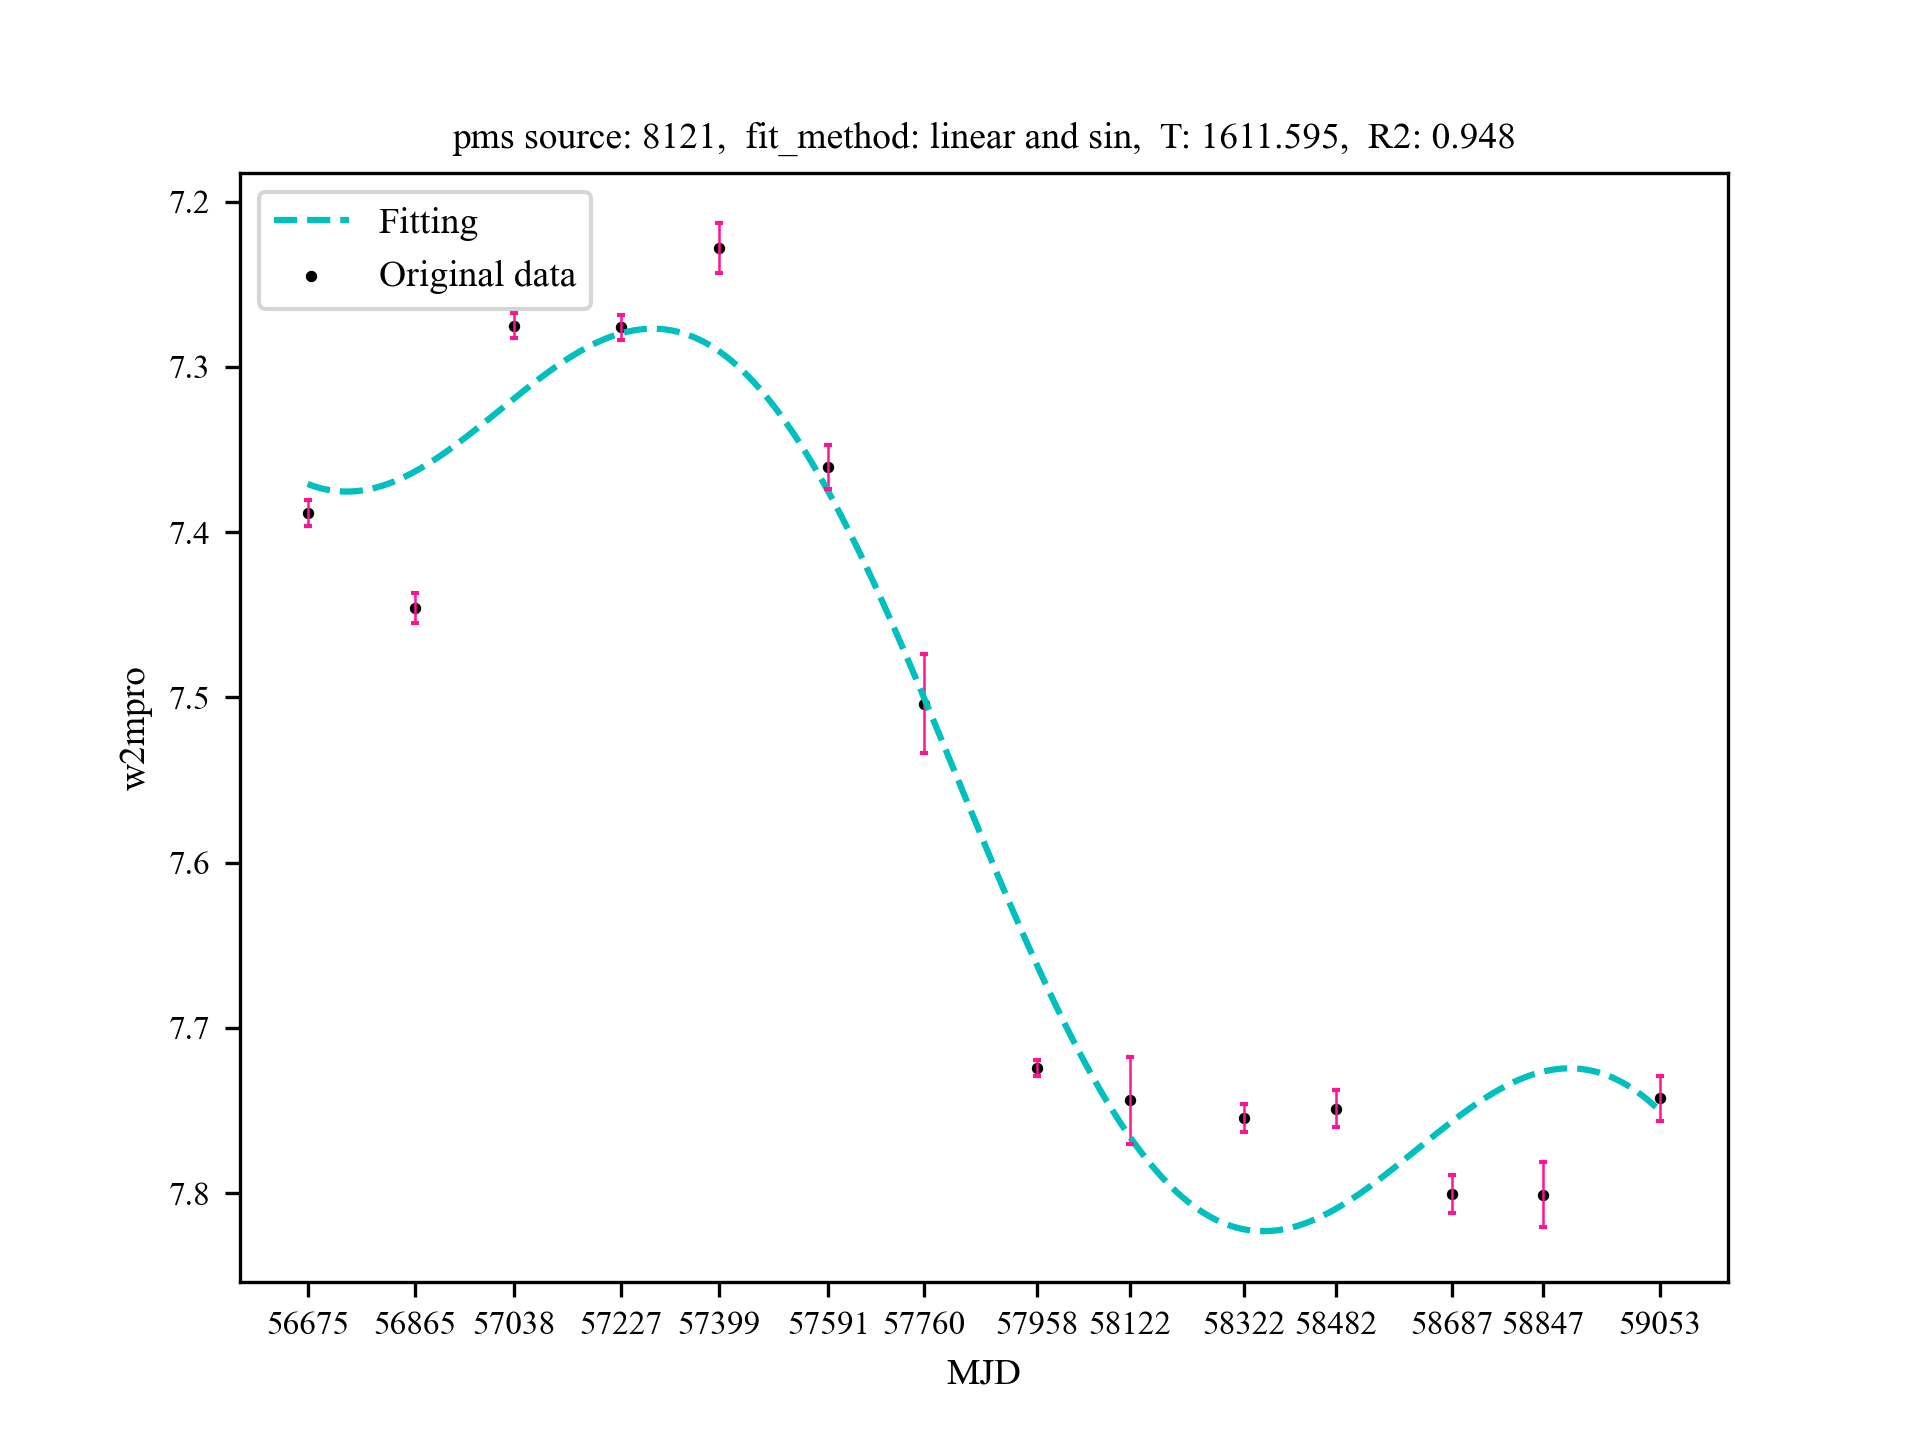 pms source: 8121,  fit_method: linear and sin,  T: 1611.595,  R2: 0.948
Fitting
Original data
7.2
7.3
7.4
7.5
7.6
7.7
7.8
w2mpro
56675 56865 57038 57227 57399 57591 57760 57958 58122 58322 58482 58687 58847 59053
MJD